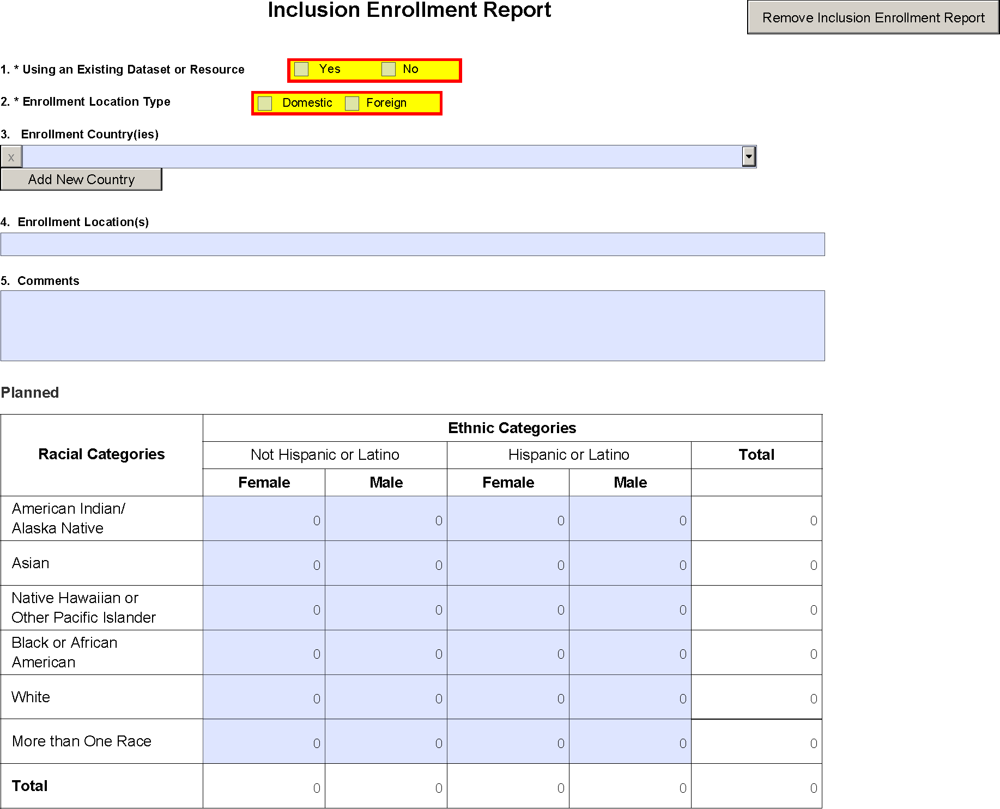 Inclusion Enrollment Report
Remove Inclusion Enrollment Report
1. * Using an Existing Dataset or Resource Yes No
2. * Enrollment Location Type Domestic Foreign
3. Enrollment Country(ies)
x
Add New Country
4. Enrollment Location(s)
5. Comments
Planned
Racial Categories
Ethnic Categories
Not Hispanic or Latino Hispanic or Latino Total
Female Male Female Male
American Indian/
Alaska Native
0 0 0 0 0
Asian 0 0 0 0 0
Native Hawaiian or
Other Pacific Islander
0 0 0 0 0
Black or African
American
0 0 0 0 0
White 0 0 0 0 0
More than One Race 0 0 0 0 0
Total 0 0 0 0 0